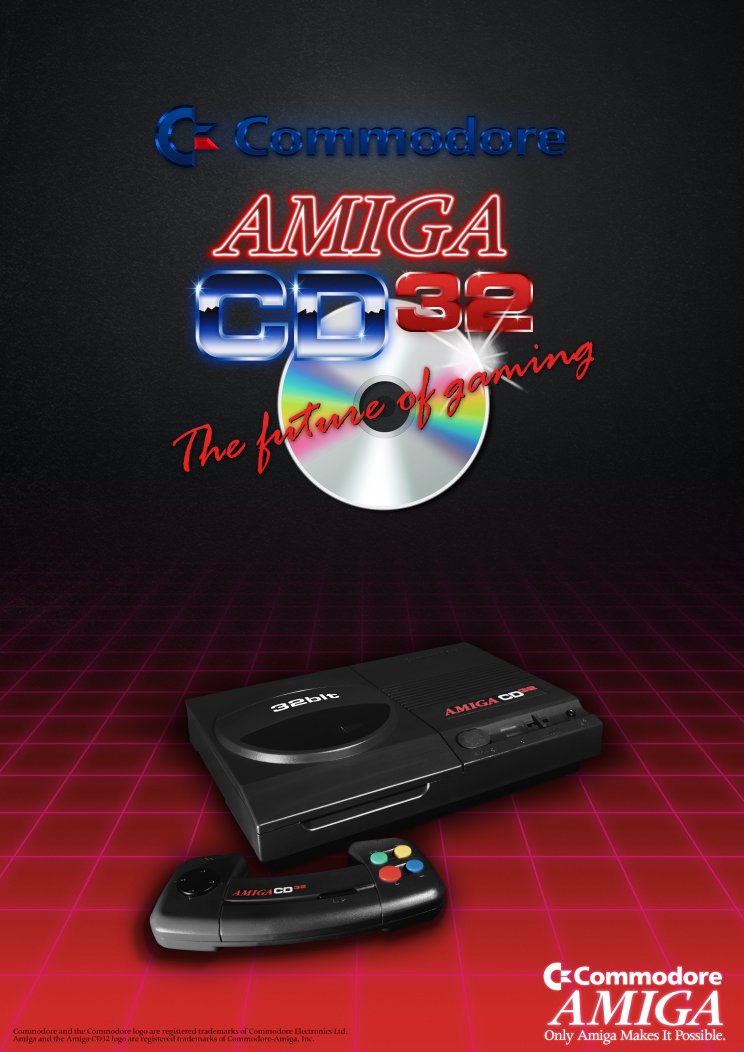 Commodore
AMIGA
CD32
The future of gaming
32bit
AMIGA CD32
AMIGA CD32
Commodore
AMIGA
Only Amiga Makes It Possible.
Commodore and the Commodore logo are registered trademarks of Commodore Electronics Ltd.
Amiga and the Amiga CD32 logo are registered trademarks of Commodore-Amiga, Inc.